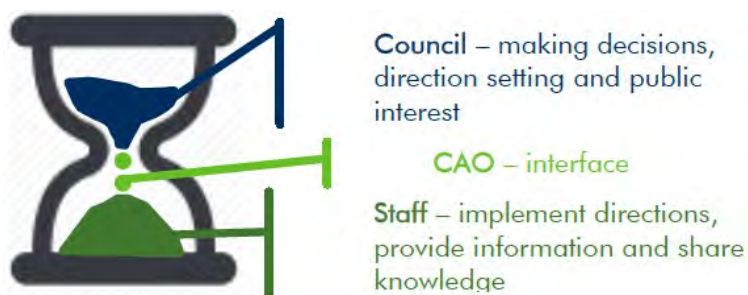 Council – making decisions,
direction setting and public
interest
CAO – interface
Staff – implement directions,
provide information and share
knowledge